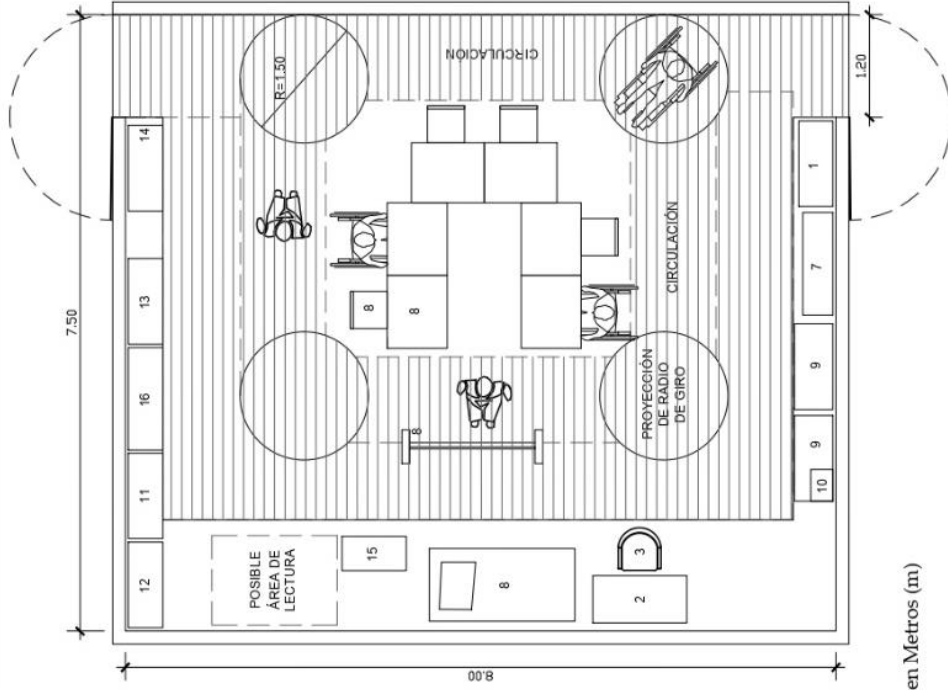 7.50
12
11
16
13
14
POSIBLE
ÁREA DE
LECTURA
R=1.50
15
8
8
8
8.00
8
CIRCULACIÓN
2
3
PROYECCIÓN
DE RADIO
DE GIRO
CIRCULACIÓN
10
9
9
7
1
1.20
en Metros (m)